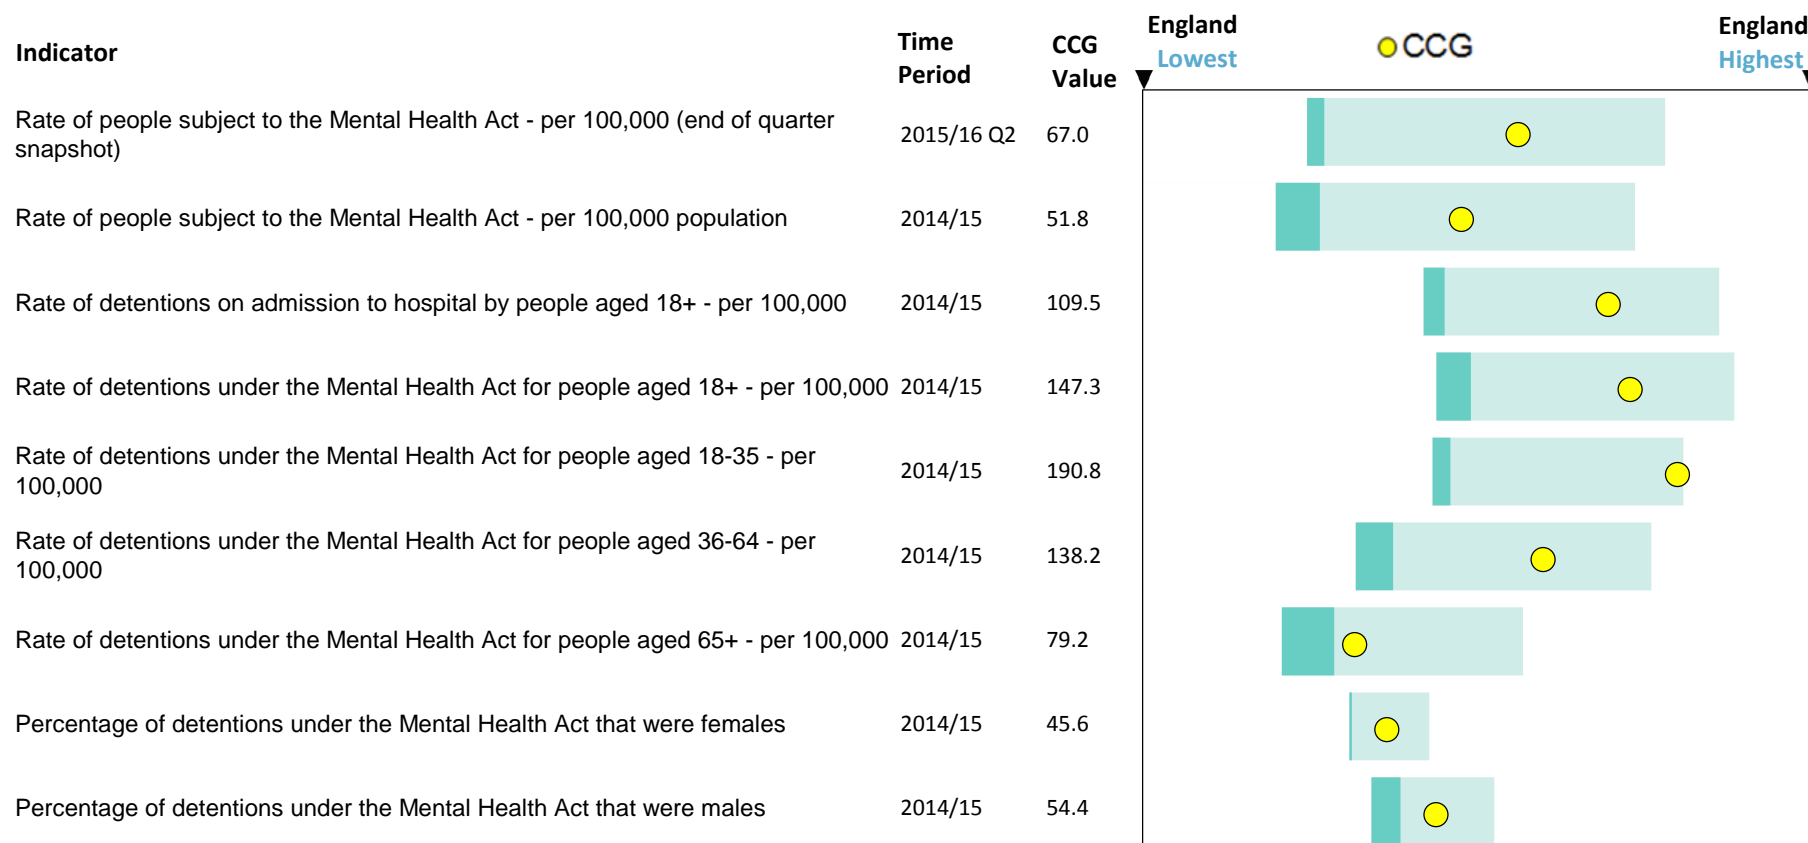 Indicator
Time
Period
CCG
Value
England
Lowest
CCG
England
Highest
Rate of people subject to the Mental Health Act - per 100,000 (end of quarter
snapshot)
2015/16 Q2
67.0
Rate of people subject to the Mental Health Act - per 100,000 population
2014/15
51.8
Rate of detentions on admission to hospital by people aged 18+ - per 100,000
2014/15
109.5
Rate of detentions under the Mental Health Act for people aged 18+ - per 100,000
2014/15
147.3
Rate of detentions under the Mental Health Act for people aged 18-35 - per
100,000
2014/15
190.8
Rate of detentions under the Mental Health Act for people aged 36-64 - per
100,000
2014/15
138.2
Rate of detentions under the Mental Health Act for people aged 65+ - per 100,000
2014/15
79.2
Percentage of detentions under the Mental Health Act that were females
2014/15
45.6
Percentage of detentions under the Mental Health Act that were males
2014/15
54.4